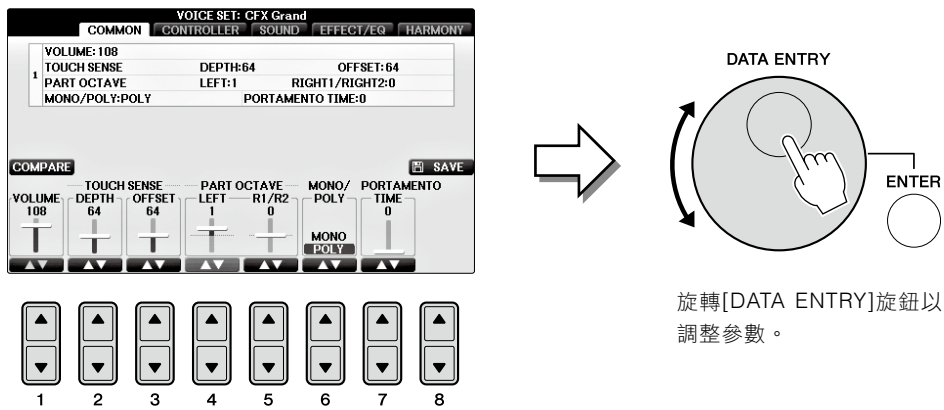 VOICE SET: CFX Grand
COMMON CONTROLLER SOUND EFFECT/EQ HARMONY
1
VOLUME:108
TOUCH SENSE DEPTH:64 OFFSET:64
PART OCTAVE LEFT:1 RIGHT1/RIGHT2:0
MONO/POLY:POLY PORTAMENTO TIME:0
COMPARE SAVE
TOUCH SENSE PART OCTAVE MONO/ PORTAMENTO
VOLUME DEPTH OFFSET LEFT R1/R2 POLY TIME
108 64 64 1 0 0
MONO
POLY
1 2 3 4 5 6 7 8
DATA ENTRY
ENTER
旋轉[DATA ENTRY]旋鈕以
調整參數。